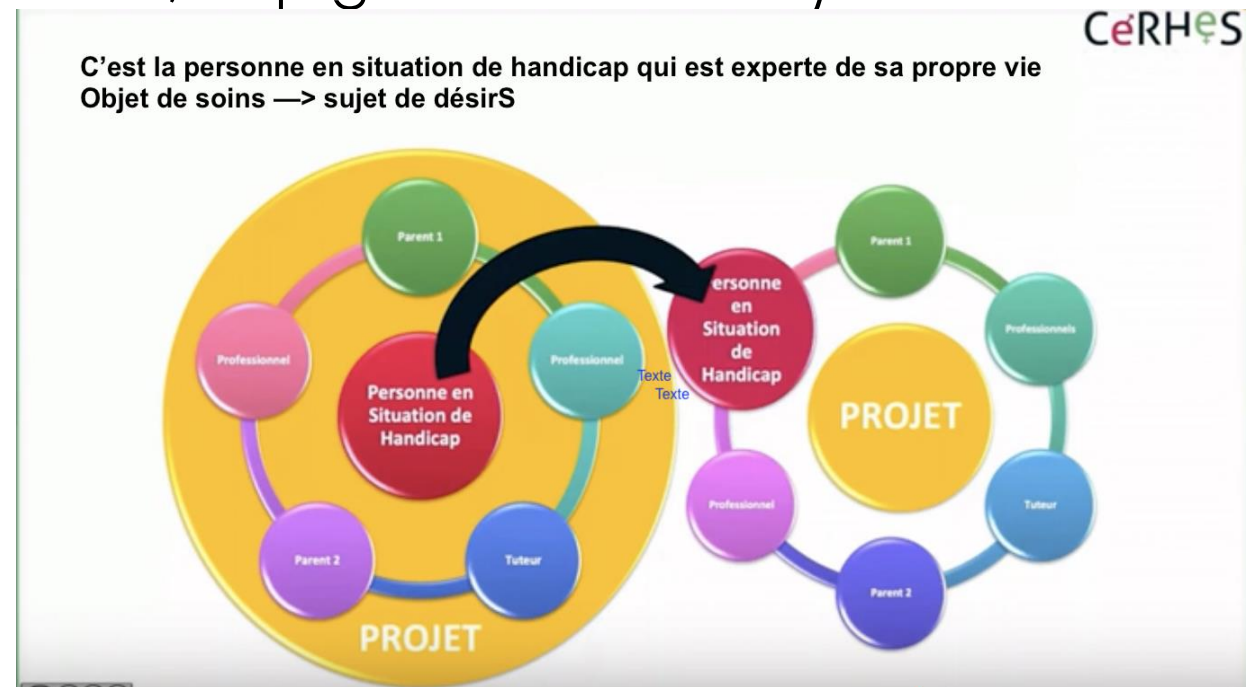 CeRHeS
C’est la personne en situation de handicap qui est experte de sa propre vie
Objet de soins —> sujet de désirS
Parent 1
Professionnel
Professionnel
Personne en
Situation de
Handicap
Parent 2
Tuteur
PROJET
Texte
Texte
ersonne
en
Situation
de
Handicap
Parent 1
Professionnels
PROJET
Professionnel
Tuteur
Parent 2